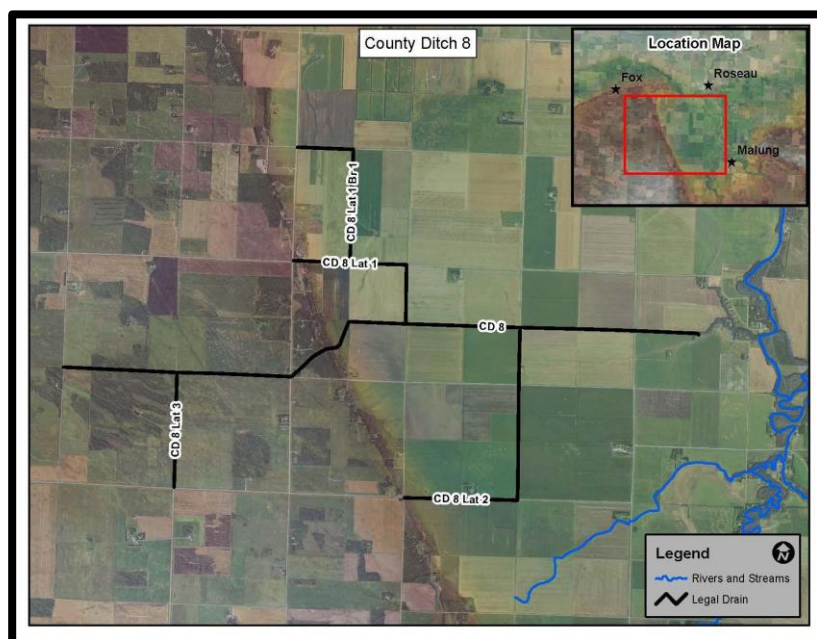 County Ditch 8
Location Map
Fox
Roseau
Malung
CD 8 Lat 1 Br 1
CD 8 Lat 1
CD 8
CD 8 Lat 3
CD 8 Lat 2
Legend
N
Rivers and Streams
Legal Drain